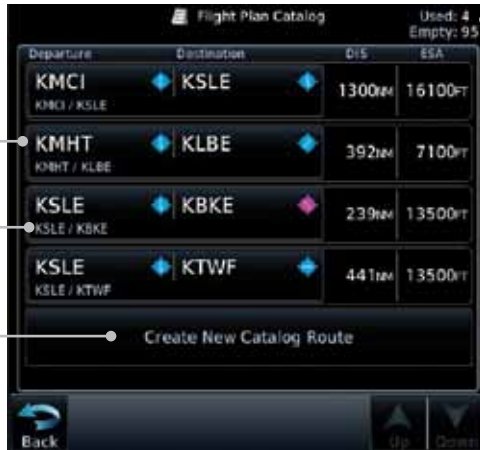 Flight Plan Catalog
Used: 4
Empty: 95
Departure Destination DIS ESA
KMCI KSLE 1300NM 16100FT
KMCI / KSLE
KMHT KLBE 392NM 7100FT
KMHT / KLBE
KSLE KBKE 239NM 13500FT
KSLE / KBKE
KSLE KTWF 441NM 13500FT
KSLE / KTWF
Create New Catalog Route
Back Up Down